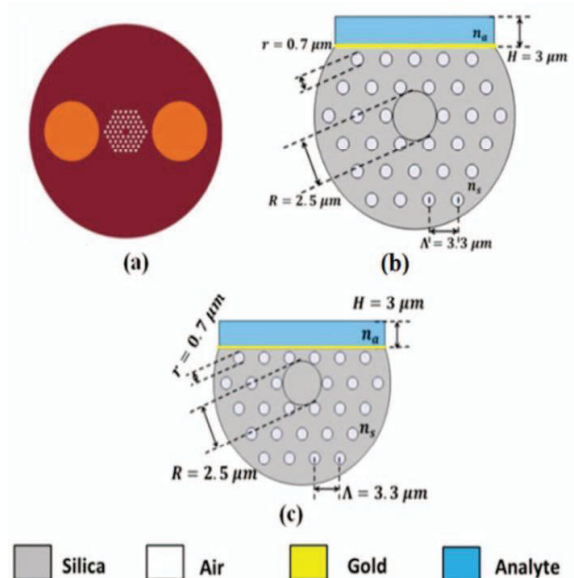 r = 0.7 μm
n_a
H = 3 μm
R = 2.5 μm
n_s
Λ = 3.3 μm
(a)
(b)
H = 3 μm
r = 0.7 μm
n_a
n_s
R = 2.5 μm
Λ = 3.3 μm
(c)
Silica
Air
Gold
Analyte